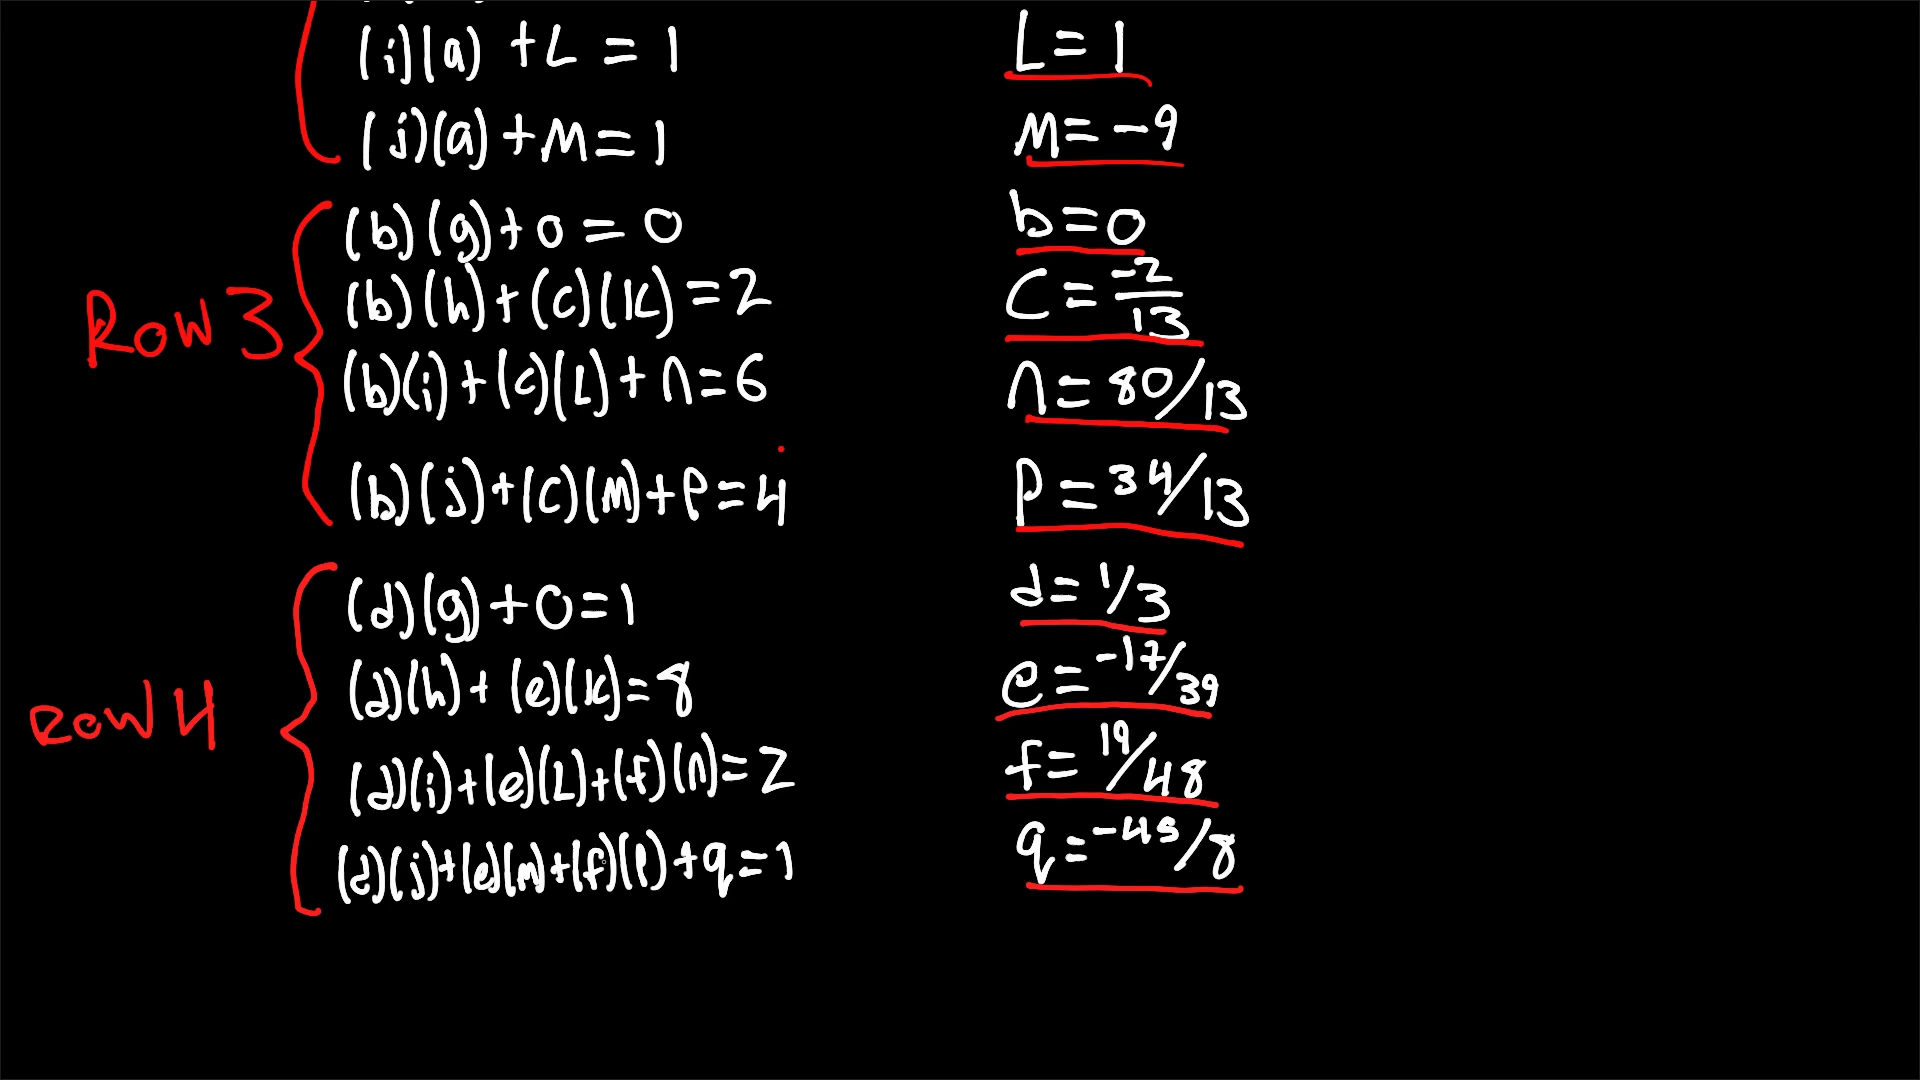 (i)(a) + L = 1
L = 1
(j)(a) + M = 1
M = -9
Row 3
(b)(g) + 0 = 0
b = 0
(b)(h) + (c)(k) = 2
C = -2/13
(b)(i) + (c)(L) + n = 6
n = 80/13
(b)(j) + (c)(M) + P = 4
P = 34/13
Row 4
(d)(g) + 0 = 1
d = 1/3
(d)(h) + (e)(k) = 8
e = -17/39
(d)(i) + (e)(L) + (f)(n) = 2
f = 19/48
(d)(j) + (e)(m) + (f)(P) + q = 1
q = -45/8